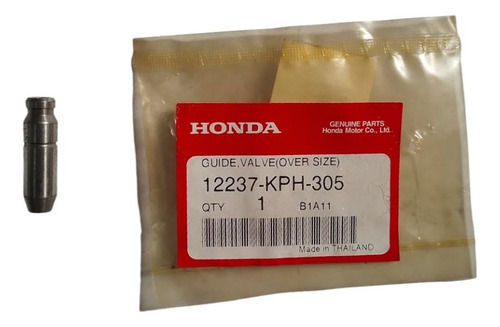 HONDA
GENUINE PARTS
Honda Motor Co., Ltd.
GUIDE,VALVE(OVER SIZE)
12237-KPH-305
QTY 1 B1A11
Made in THAILAND